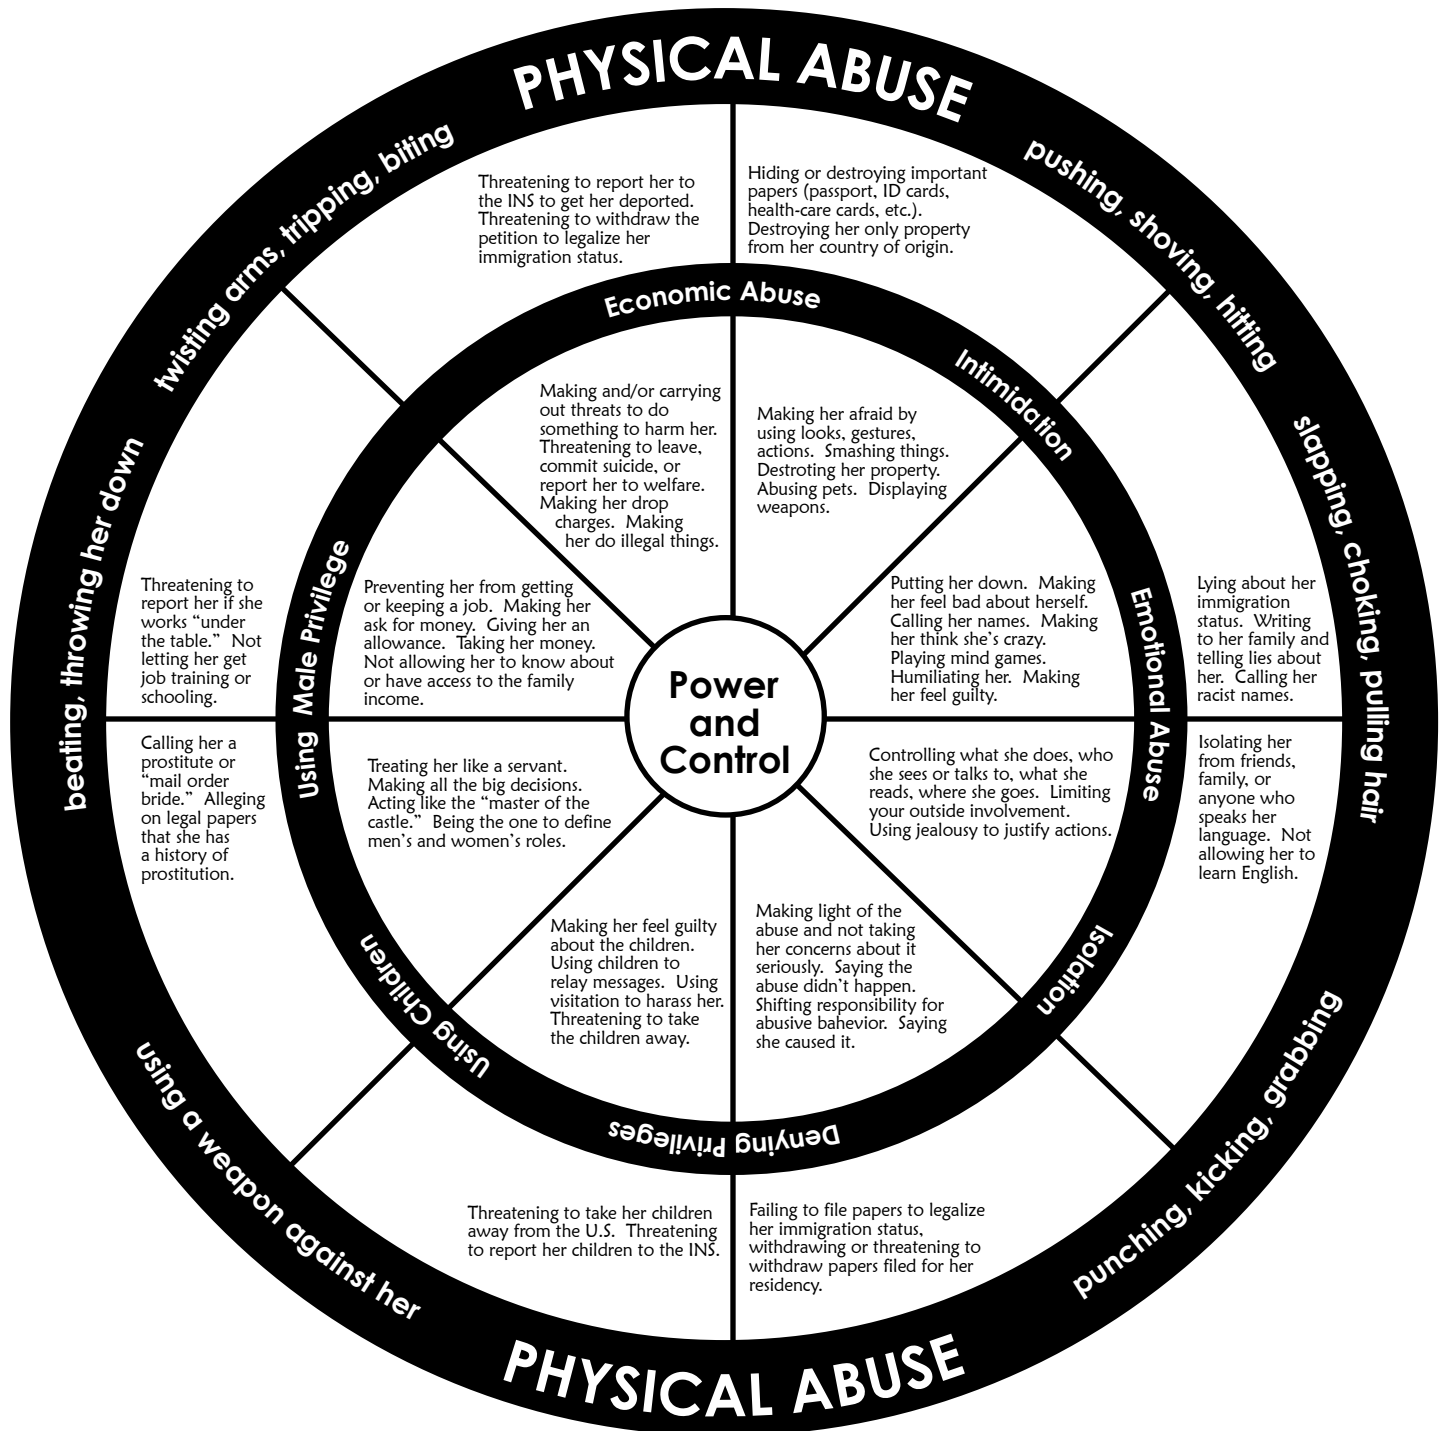 PHYSICAL ABUSE
twisting arms, tripping, biting
pushing, shoving, hitting
Threatening to report her to
the INS to get her deported.
Threatening to withdraw the
petition to legalize her
immigration status.
Hiding or destroying important
papers (passport, ID cards,
health-care cards, etc.).
Destroying her only property
from her country of origin.
Economic Abuse
Intimidation
Making and/or carrying
out threats to do
something to harm her.
Threatening to leave,
commit suicide, or
report her to welfare.
Making her drop
charges. Making
her do illegal things.
Making her afraid by
using looks, gestures,
actions. Smashing things.
Destroting her property.
Abusing pets. Displaying
weapons.
beating, throwing her down
slapping, choking, pulling hair
Threatening to
report her if she
works “under
the table.” Not
letting her get
job training or
schooling.
Using Male Privilege
Preventing her from getting
or keeping a job. Making her
ask for money. Giving her an
allowance. Taking her money.
Not allowing her to know about
or have access to the family
income.
Power
and
Control
Putting her down. Making
her feel bad about herself.
Calling her names. Making
her think she’s crazy.
Playing mind games.
Humiliating her. Making
her feel guilty.
Emotional Abuse
Lying about her
immigration
status. Writing
to her family and
telling lies about
her. Calling her
racist names.
Calling her a
prostitute or
“mail order
bride.” Alleging
on legal papers
that she has
a history of
prostitution.
Treating her like a servant.
Making all the big decisions.
Acting like the “master of the
castle.” Being the one to define
men’s and women’s roles.
Controlling what she does, who
she sees or talks to, what she
reads, where she goes. Limiting
your outside involvement.
Using jealousy to justify actions.
Isolating her
from friends,
family, or
anyone who
speaks her
language. Not
allowing her to
learn English.
Using Children
Isolation
Making her feel guilty
about the children.
Using children to
relay messages. Using
visitation to harass her.
Threatening to take
the children away.
Making light of the
abuse and not taking
her concerns about it
seriously. Saying the
abuse didn’t happen.
Shifting responsibility for
abusive bahevior. Saying
she caused it.
Denying Privileges
using a weapon against her
punching, kicking, grabbing
Threatening to take her children
away from the U.S. Threatening
to report her children to the INS.
Failing to file papers to legalize
her immigration status,
withdrawing or threatening to
withdraw papers filed for her
residency.
PHYSICAL ABUSE